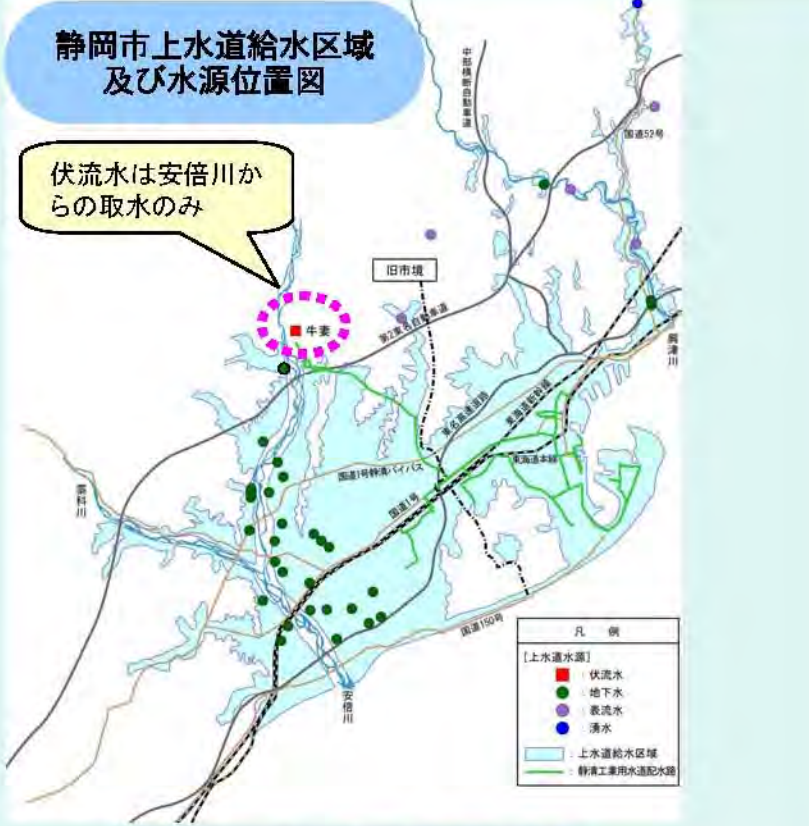 静岡市上水道給水区域
及び水源位置図
伏流水は安倍川か
らの取水のみ
中部横断自動車道
国道52号
旧市境
牛妻
第2東名自動車道
興津川
東名高速道路
東海道新幹線
国道1号静清バイパス
東海道本線
国道1号
藁科川
国道150号
安倍川
凡 例
[上水道水源]
: 伏流水
: 地下水
: 表流水
: 湧水
: 上水道給水区域
: 静清工業用水道配水路